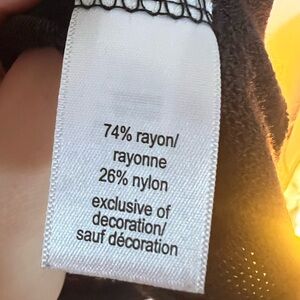 74% rayon/
rayonne
26% nylon
exclusive of
decoration/
sauf décoration